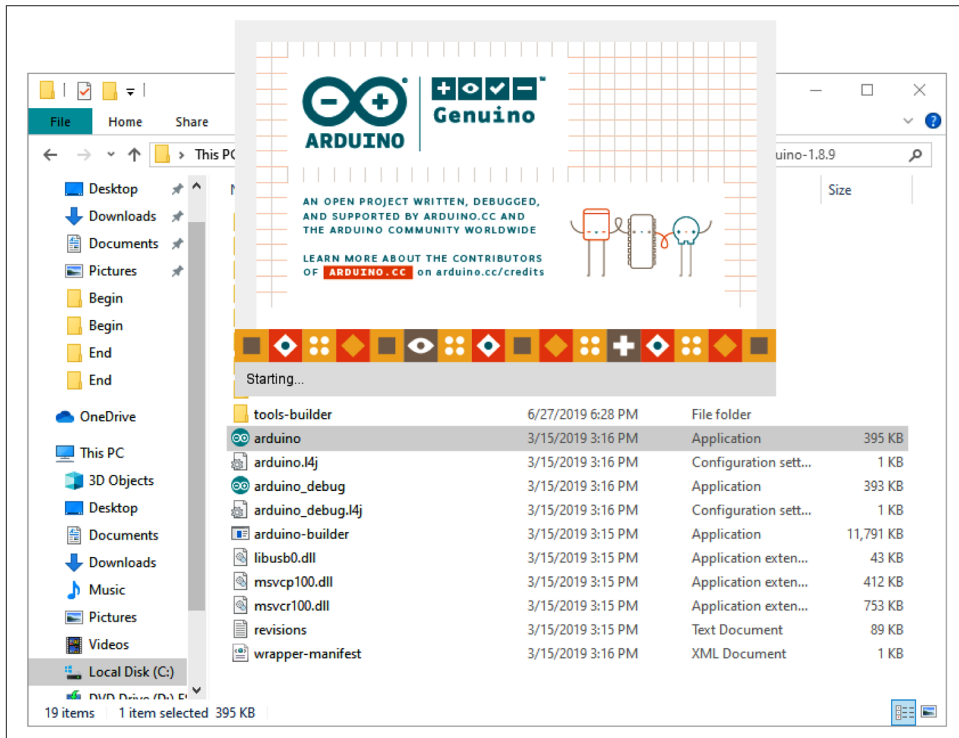 ARDUINO
Genuino
™
AN OPEN PROJECT WRITTEN, DEBUGGED,
AND SUPPORTED BY ARDUINO.CC AND
THE ARDUINO COMMUNITY WORLDWIDE
LEARN MORE ABOUT THE CONTRIBUTORS
OF ARDUINO.CC on arduino.cc/credits
Starting...
File Home Share
This PC
uino-1.8.9
Size
Desktop
Downloads
Documents
Pictures
Begin
Begin
End
End
OneDrive
This PC
3D Objects
Desktop
Documents
Downloads
Music
Pictures
Videos
Local Disk (C:)
DVD Drive (D:)
tools-builder 6/27/2019 6:28 PM File folder
arduino 3/15/2019 3:16 PM Application 395 KB
arduino.l4j 3/15/2019 3:16 PM Configuration sett... 1 KB
arduino_debug 3/15/2019 3:16 PM Application 393 KB
arduino_debug.l4j 3/15/2019 3:16 PM Configuration sett... 1 KB
arduino-builder 3/15/2019 3:15 PM Application 11,791 KB
libusb0.dll 3/15/2019 3:15 PM Application exten... 43 KB
msvcp100.dll 3/15/2019 3:15 PM Application exten... 412 KB
msvcr100.dll 3/15/2019 3:15 PM Application exten... 753 KB
revisions 3/15/2019 3:15 PM Text Document 89 KB
wrapper-manifest 3/15/2019 3:16 PM XML Document 1 KB
19 items 1 item selected 395 KB